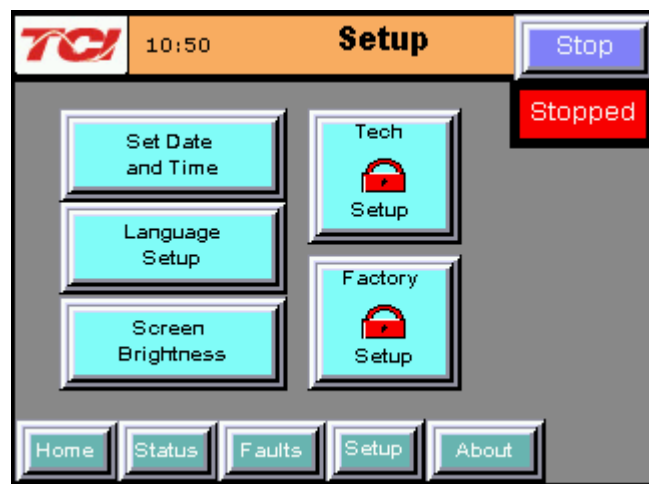 TCI
10:50
Setup
Stop
Stopped
Set Date
and Time
Tech
Setup
Language
Setup
Factory
Setup
Screen
Brightness
Home
Status
Faults
Setup
About